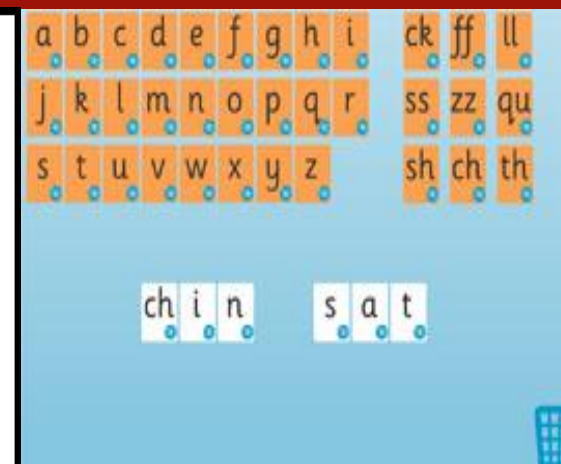 a b c d e f g h i ck ff ll
j k l m n o p q r ss zz qu
s t u v w x y z sh ch th
ch i n s a t